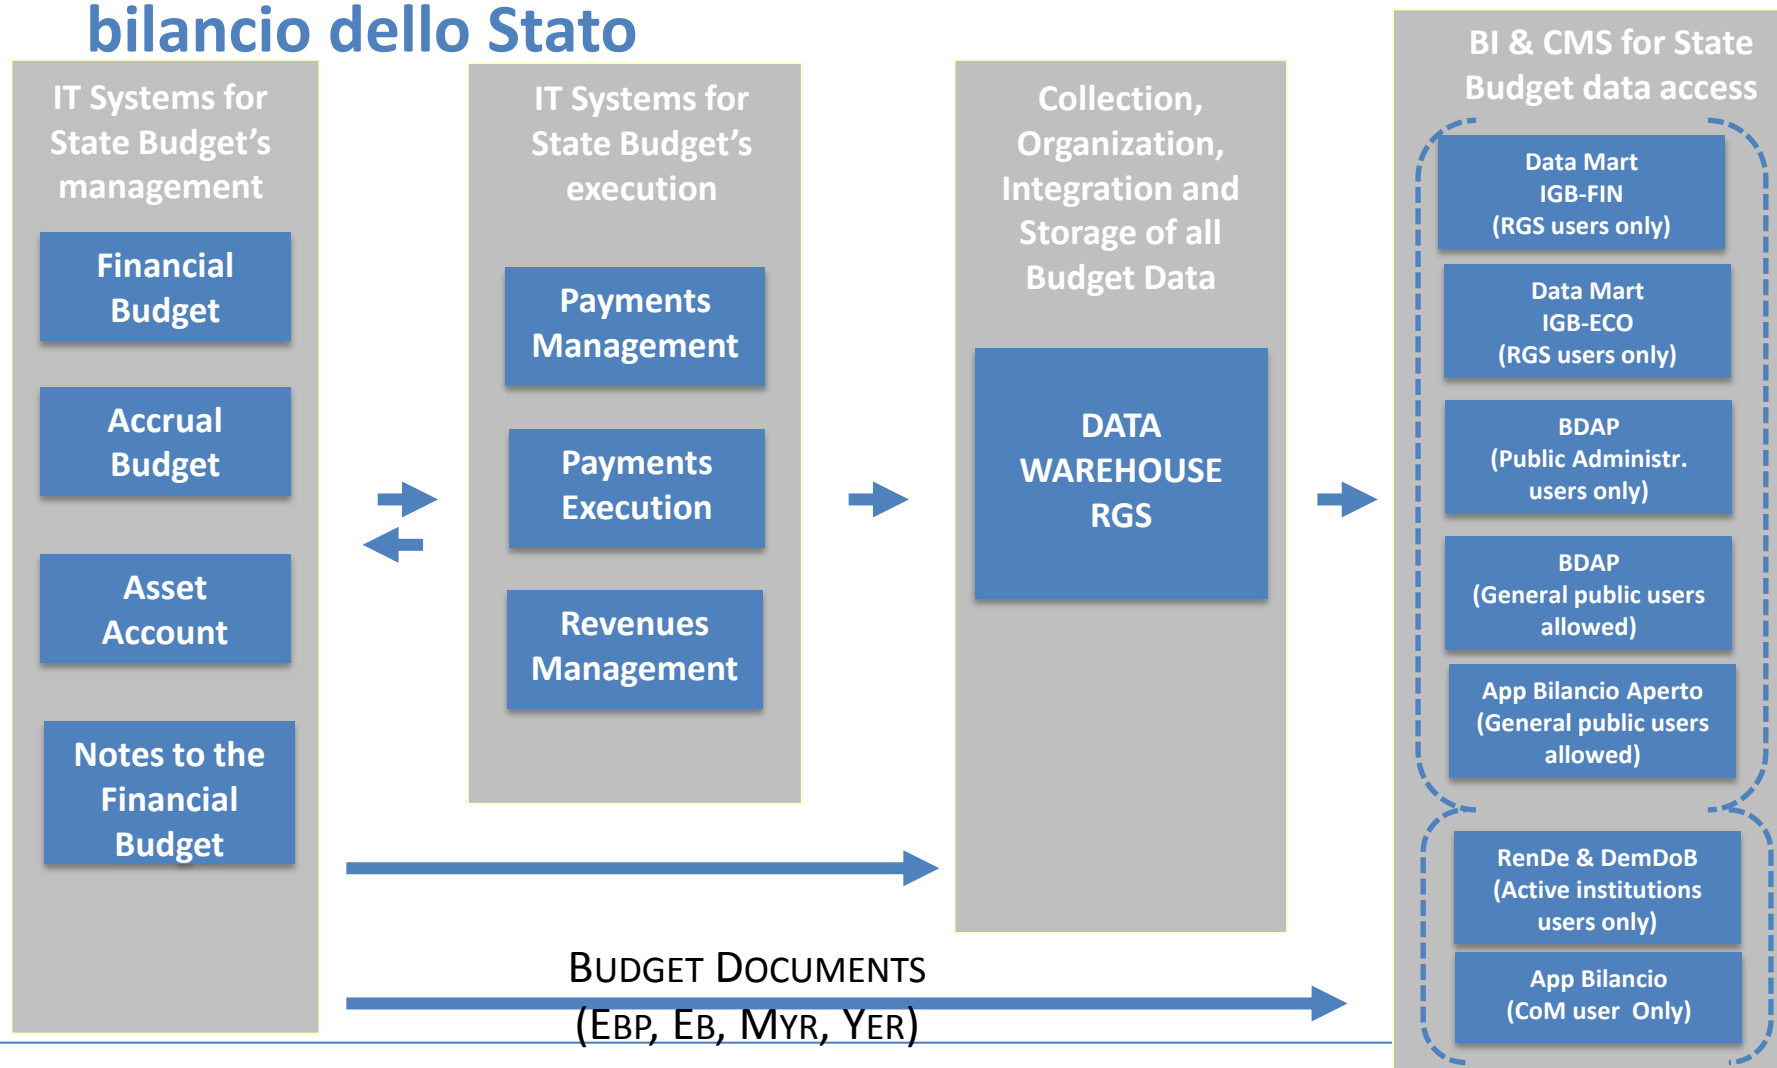 bilancio dello Stato
IT Systems for
State Budget’s
management
Financial
Budget
Accrual
Budget
Asset
Account
Notes to the
Financial
Budget
IT Systems for
State Budget’s
execution
Payments
Management
Payments
Execution
Revenues
Management
Collection,
Organization,
Integration and
Storage of all
Budget Data
DATA
WAREHOUSE
RGS
BI & CMS for State
Budget data access
Data Mart
IGB-FIN
(RGS users only)
Data Mart
IGB-ECO
(RGS users only)
BDAP
(Public Administr.
users only)
BDAP
(General public users
allowed)
App Bilancio Aperto
(General public users
allowed)
RenDe & DemDoB
(Active institutions
users only)
App Bilancio
(CoM user  Only)
BUDGET DOCUMENTS
(EBP, EB, MYR, YER)